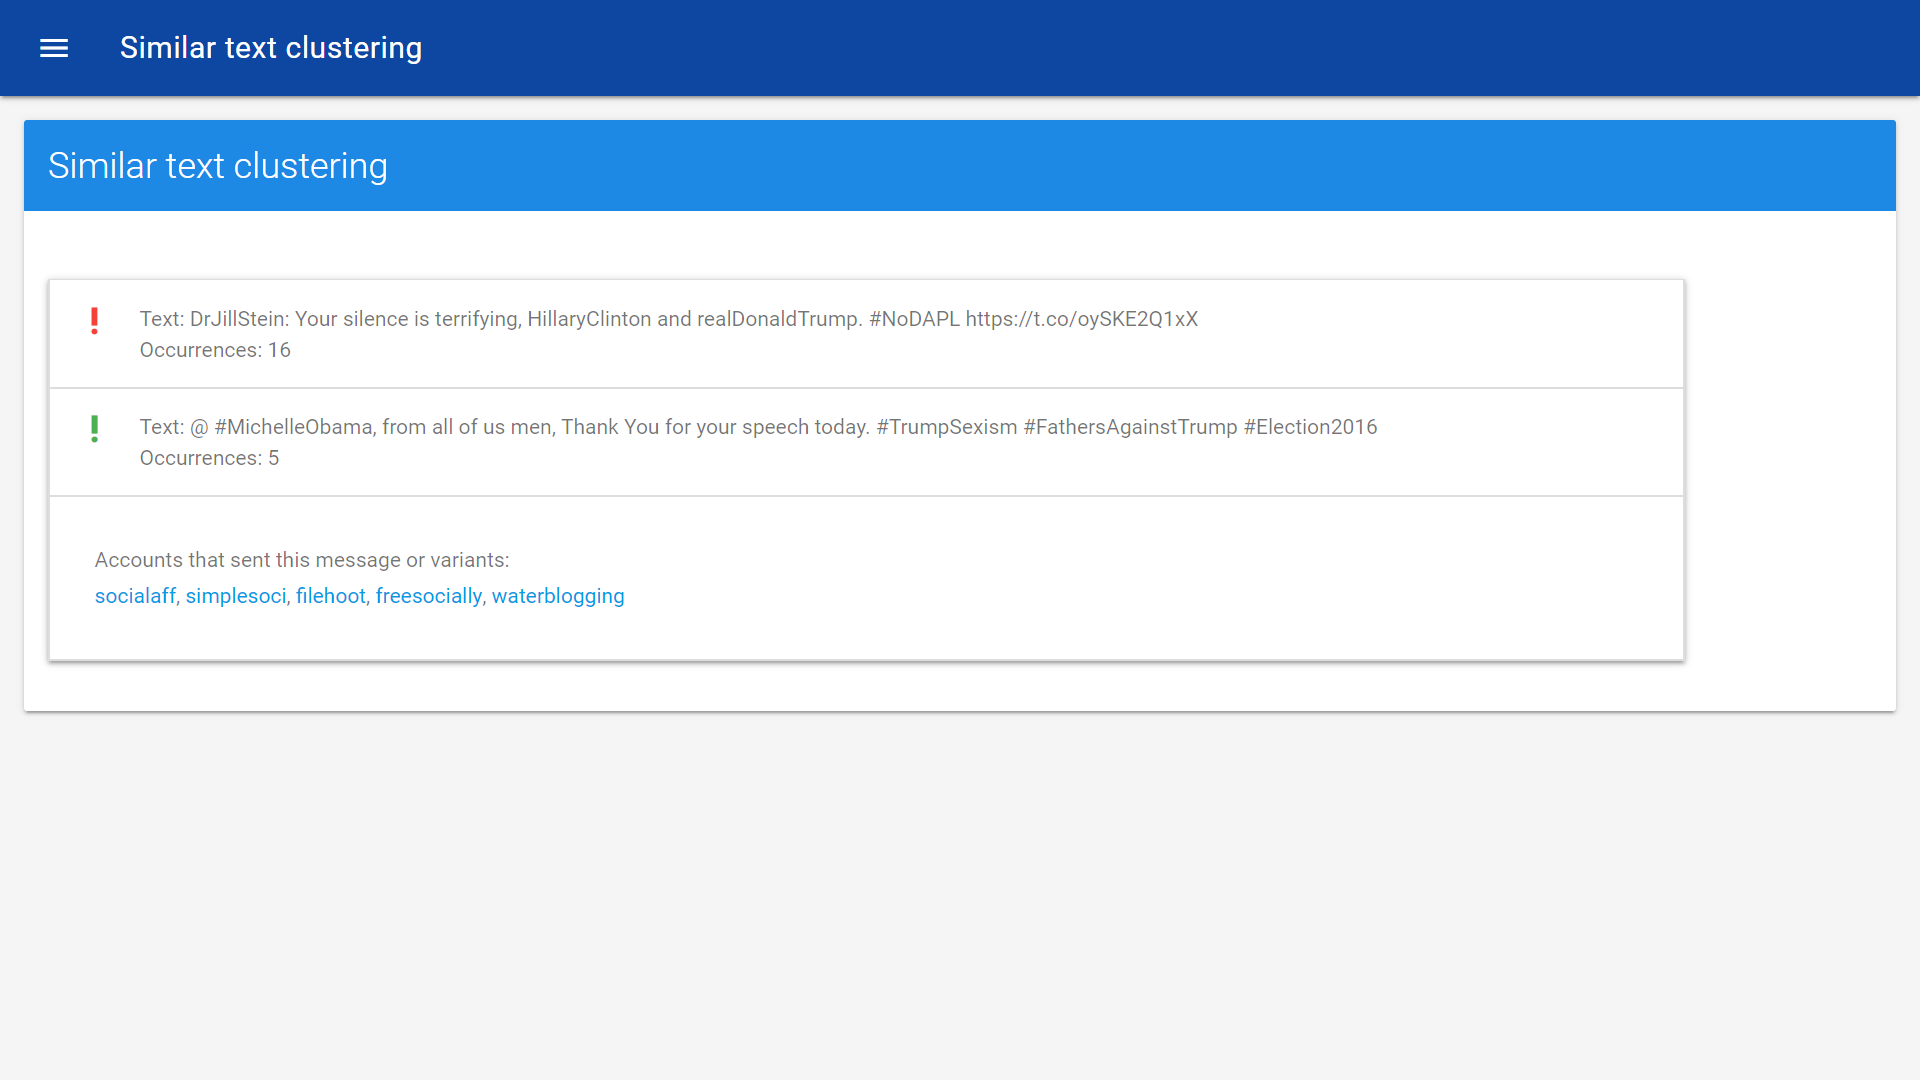 Similar text clustering
Similar text clustering
Text: DrJillStein: Your silence is terrifying, HillaryClinton and realDonaldTrump. #NoDAPL https://t.co/oySKE2Q1xX
Occurrences: 16
Text: @ #MichelleObama, from all of us men, Thank You for your speech today. #TrumpSexism #FathersAgainstTrump #Election2016
Occurrences: 5
Accounts that sent this message or variants:
socialaff, simplesoci, filehoot, freesocially, waterblogging